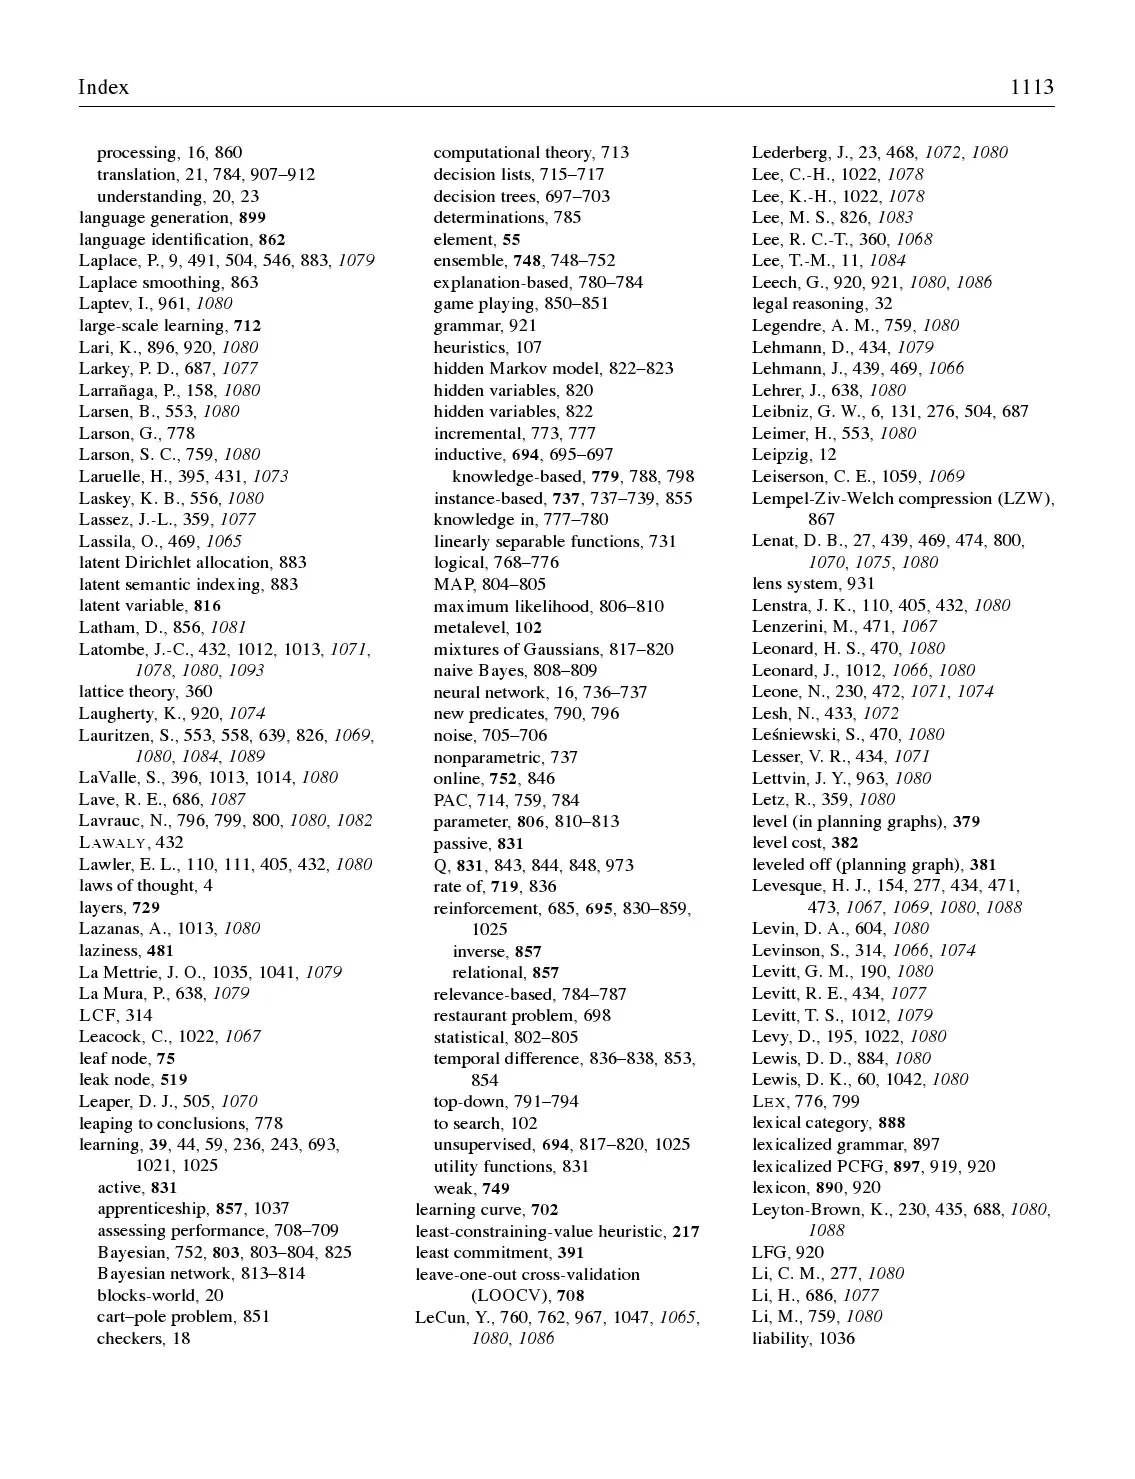 Index 1113
processing, 16, 860
translation, 21, 784, 907–912
understanding, 20, 23
language generation, 899
language identification, 862
Laplace, P., 9, 491, 504, 546, 883, 1079
Laplace smoothing, 863
Laptev, I., 961, 1080
large-scale learning, 712
Lari, K., 896, 920, 1080
Larkey, P. D., 687, 1077
Larrañaga, P., 158, 1080
Larsen, B., 553, 1080
Larson, G., 778
Larson, S. C., 759, 1080
Laruelle, H., 395, 431, 1073
Laskey, K. B., 556, 1080
Lassez, J.-L., 359, 1077
Lassila, O., 469, 1065
latent Dirichlet allocation, 883
latent semantic indexing, 883
latent variable, 816
Latham, D., 856, 1081
Latombe, J.-C., 432, 1012, 1013, 1071,
1078, 1080, 1093
lattice theory, 360
Laugherty, K., 920, 1074
Lauritzen, S., 553, 558, 639, 826, 1069,
1080, 1084, 1089
LaValle, S., 396, 1013, 1014, 1080
Lave, R. E., 686, 1087
Lavrauc, N., 796, 799, 800, 1080, 1082
LAWALY, 432
Lawler, E. L., 110, 111, 405, 432, 1080
laws of thought, 4
layers, 729
Lazanas, A., 1013, 1080
laziness, 481
La Mettrie, J. O., 1035, 1041, 1079
La Mura, P., 638, 1079
LCF, 314
Leacock, C., 1022, 1067
leaf node, 75
leak node, 519
Leaper, D. J., 505, 1070
leaping to conclusions, 778
learning, 39, 44, 59, 236, 243, 693,
1021, 1025
active, 831
apprenticeship, 857, 1037
assessing performance, 708–709
Bayesian, 752, 803, 803–804, 825
Bayesian network, 813–814
blocks-world, 20
cart–pole problem, 851
checkers, 18
computational theory, 713
decision lists, 715–717
decision trees, 697–703
determinations, 785
element, 55
ensemble, 748, 748–752
explanation-based, 780–784
game playing, 850–851
grammar, 921
heuristics, 107
hidden Markov model, 822–823
hidden variables, 820
hidden variables, 822
incremental, 773, 777
inductive, 694, 695–697
knowledge-based, 779, 788, 798
instance-based, 737, 737–739, 855
knowledge in, 777–780
linearly separable functions, 731
logical, 768–776
MAP, 804–805
maximum likelihood, 806–810
metalevel, 102
mixtures of Gaussians, 817–820
naive Bayes, 808–809
neural network, 16, 736–737
new predicates, 790, 796
noise, 705–706
nonparametric, 737
online, 752, 846
PAC, 714, 759, 784
parameter, 806, 810–813
passive, 831
Q, 831, 843, 844, 848, 973
rate of, 719, 836
reinforcement, 685, 695, 830–859,
1025
inverse, 857
relational, 857
relevance-based, 784–787
restaurant problem, 698
statistical, 802–805
temporal difference, 836–838, 853,
854
top-down, 791–794
to search, 102
unsupervised, 694, 817–820, 1025
utility functions, 831
weak, 749
learning curve, 702
least-constraining-value heuristic, 217
least commitment, 391
leave-one-out cross-validation
(LOOCV), 708
LeCun, Y., 760, 762, 967, 1047, 1065,
1080, 1086
Lederberg, J., 23, 468, 1072, 1080
Lee, C.-H., 1022, 1078
Lee, K.-H., 1022, 1078
Lee, M. S., 826, 1083
Lee, R. C.-T., 360, 1068
Lee, T.-M., 11, 1084
Leech, G., 920, 921, 1080, 1086
legal reasoning, 32
Legendre, A. M., 759, 1080
Lehmann, D., 434, 1079
Lehmann, J., 439, 469, 1066
Lehrer, J., 638, 1080
Leibniz, G. W., 6, 131, 276, 504, 687
Leimer, H., 553, 1080
Leipzig, 12
Leiserson, C. E., 1059, 1069
Lempel-Ziv-Welch compression (LZW),
867
Lenat, D. B., 27, 439, 469, 474, 800,
1070, 1075, 1080
lens system, 931
Lenstra, J. K., 110, 405, 432, 1080
Lenzerini, M., 471, 1067
Leonard, H. S., 470, 1080
Leonard, J., 1012, 1066, 1080
Leone, N., 230, 472, 1071, 1074
Lesh, N., 433, 1072
Leśniewski, S., 470, 1080
Lesser, V. R., 434, 1071
Lettvin, J. Y., 963, 1080
Letz, R., 359, 1080
level (in planning graphs), 379
level cost, 382
leveled off (planning graph), 381
Levesque, H. J., 154, 277, 434, 471,
473, 1067, 1069, 1080, 1088
Levin, D. A., 604, 1080
Levinson, S., 314, 1066, 1074
Levitt, G. M., 190, 1080
Levitt, R. E., 434, 1077
Levitt, T. S., 1012, 1079
Levy, D., 195, 1022, 1080
Lewis, D. D., 884, 1080
Lewis, D. K., 60, 1042, 1080
LEX, 776, 799
lexical category, 888
lexicalized grammar, 897
lexicalized PCFG, 897, 919, 920
lexicon, 890, 920
Leyton-Brown, K., 230, 435, 688, 1080,
1088
LFG, 920
Li, C. M., 277, 1080
Li, H., 686, 1077
Li, M., 759, 1080
liability, 1036